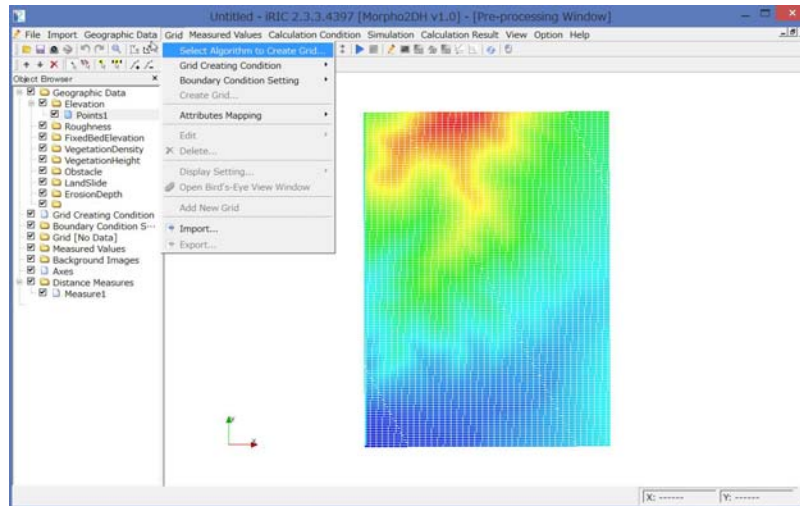 Untitled - iRIC 2.3.3.4397 [Morpho2DH v1.0] - [Pre-processing Window]
File Import Geographic Data Grid Measured Values Calculation Condition Simulation Calculation Result View Option Help
Select Algorithm to Create Grid...
Grid Creating Condition
Boundary Condition Setting
Create Grid...
Attributes Mapping
Edit
Delete...
Display Setting...
Open Bird's-Eye View Window
Add New Grid
Import...
Export...
Object Browser
Geographic Data
Elevation
Points1
Roughness
FixedBedElevation
VegetationDensity
VegetationHeight
Obstacle
LandSlide
ErosionDepth
Grid Creating Condition
Boundary Condition S...
Grid [No Data]
Measured Values
Background Images
Axes
Distance Measures
Measure1
Y
X
X: ------
Y: ------